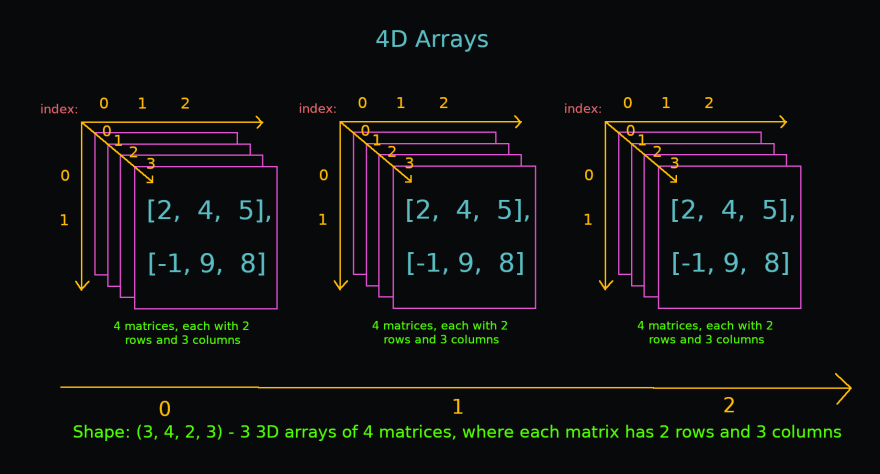 4D Arrays
index: 0 1 2
0
1
2
3
0
1
[2, 4, 5],
[-1, 9, 8]
4 matrices, each with 2
rows and 3 columns
index: 0 1 2
0
1
2
3
0
1
[2, 4, 5],
[-1, 9, 8]
4 matrices, each with 2
rows and 3 columns
index: 0 1 2
0
1
2
3
0
1
[2, 4, 5],
[-1, 9, 8]
4 matrices, each with 2
rows and 3 columns
0 1 2
Shape: (3, 4, 2, 3) - 3 3D arrays of 4 matrices, where each matrix has 2 rows and 3 columns